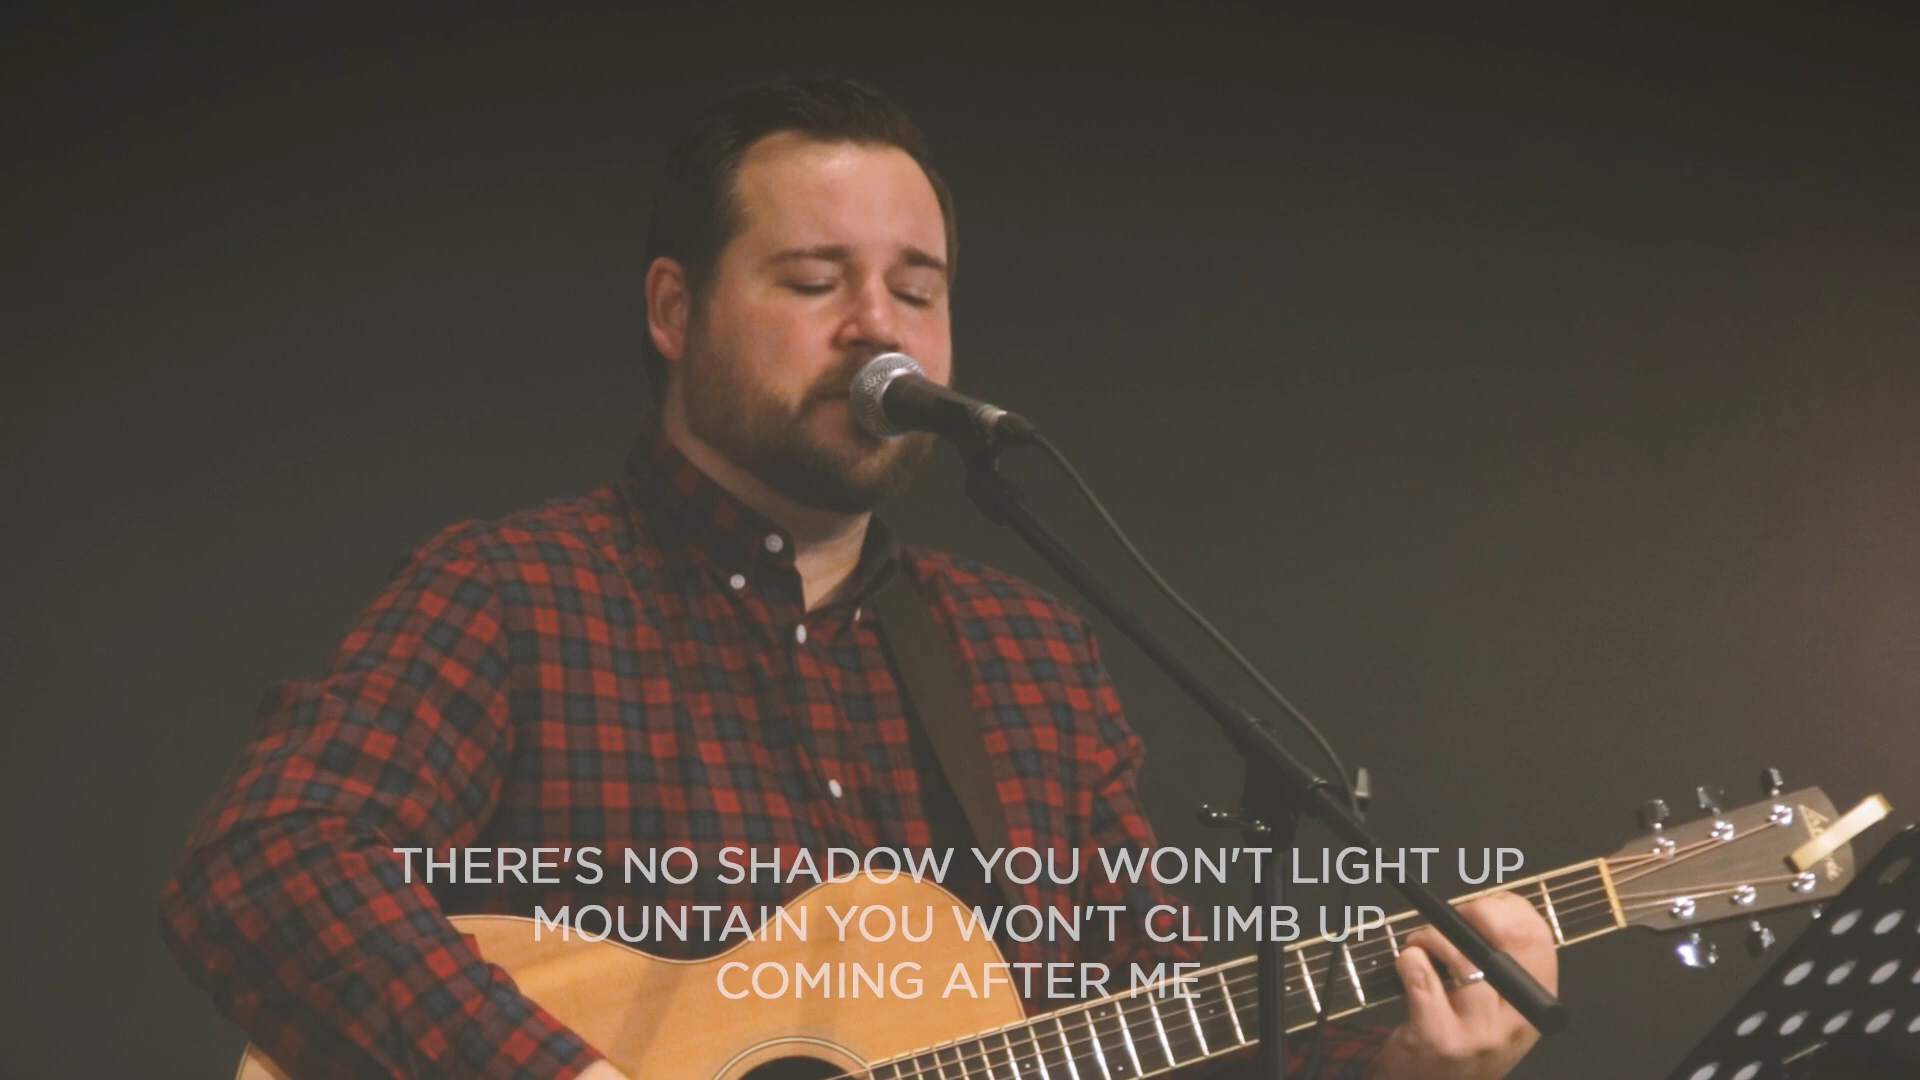 THERE'S NO SHADOW YOU WON'T LIGHT UP
MOUNTAIN YOU WON'T CLIMB UP
COMING AFTER ME